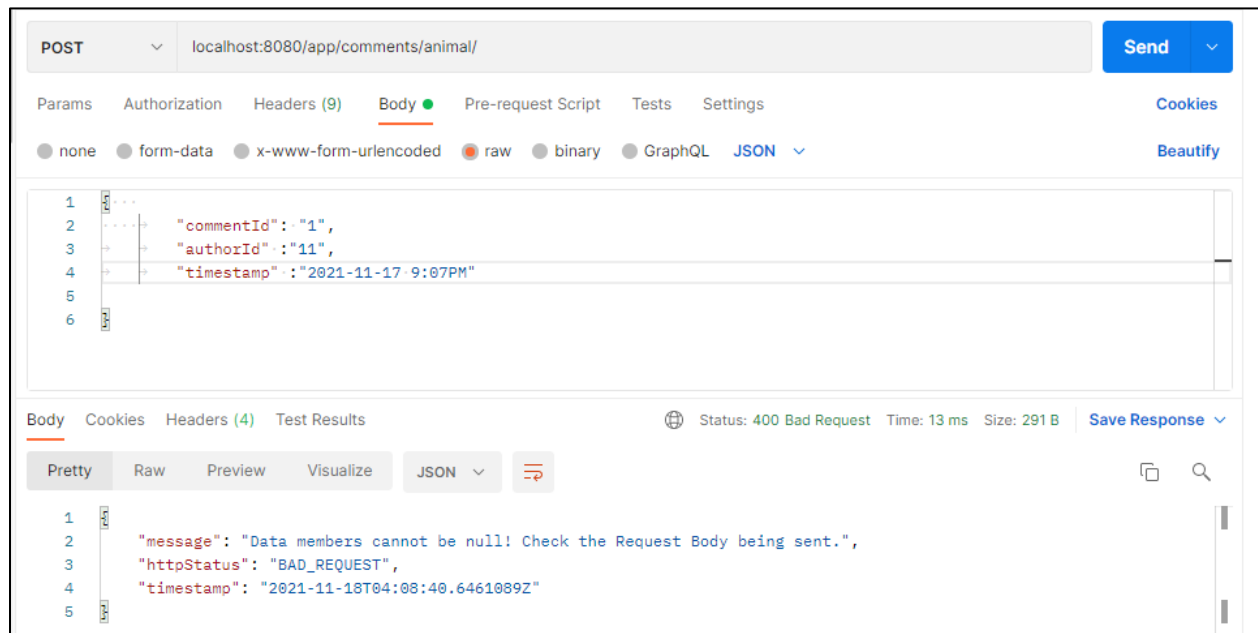 POST localhost:8080/app/comments/animal/ Send
Params Authorization Headers (9) Body Pre-request Script Tests Settings Cookies
none form-data x-www-form-urlencoded raw binary GraphQL JSON Beautify
1 {
2 "commentId": "1",
3 "authorId" :"11",
4 "timestamp" :"2021-11-17 9:07PM"
5
6 }
Body Cookies Headers (4) Test Results Status: 400 Bad Request Time: 13 ms Size: 291 B Save Response
Pretty Raw Preview Visualize JSON
1 {
2 "message": "Data members cannot be null! Check the Request Body being sent.",
3 "httpStatus": "BAD_REQUEST",
4 "timestamp": "2021-11-18T04:08:40.6461089Z"
5 }